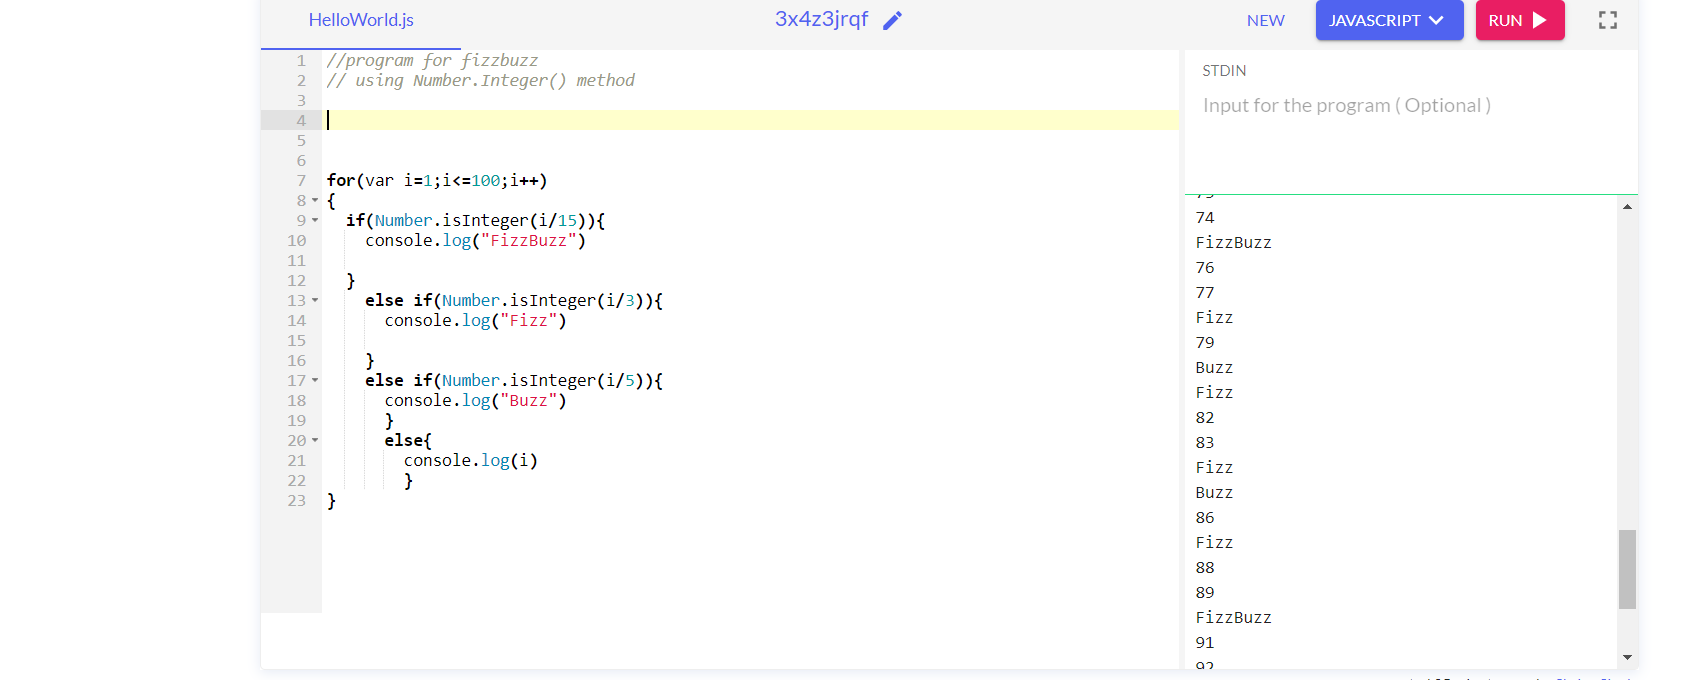 HelloWorld.js
3x4z3jrqf
NEW
JAVASCRIPT
RUN
1 //program for fizzbuzz
2 // using Number.Integer() method
3
4
5
6
7 for(var i=1;i<=100;i++)
8 {
9 if(Number.isInteger(i/15)){
10 console.log("FizzBuzz")
11
12 }
13 else if(Number.isInteger(i/3)){
14 console.log("Fizz")
15
16 }
17 else if(Number.isInteger(i/5)){
18 console.log("Buzz")
19 }
20 else{
21 console.log(i)
22 }
23 }
STDIN
Input for the program ( Optional )
74
FizzBuzz
76
77
Fizz
79
Buzz
Fizz
82
83
Fizz
Buzz
86
Fizz
88
89
FizzBuzz
91
92